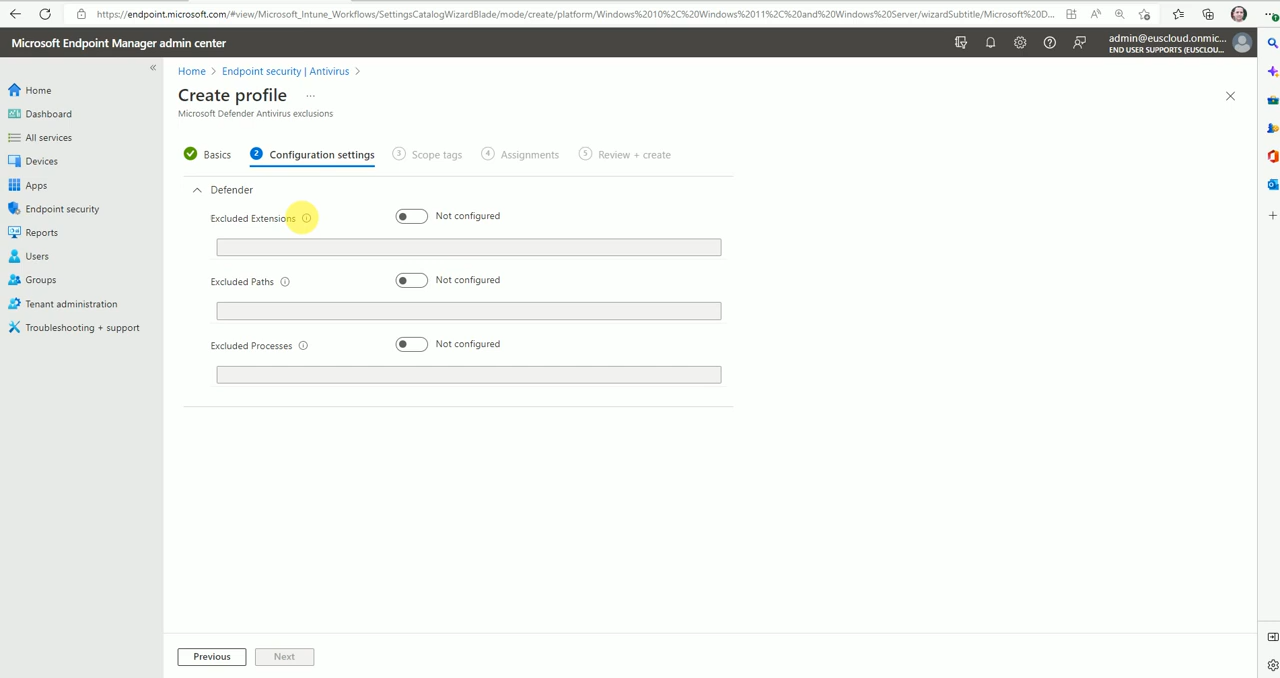 https://endpoint.microsoft.com/#view/Microsoft_Intune_Workflows/SettingsCatalogWizardBlade/mode/create/platform/Windows%2010%2C%20Windows%2011%2C%20and%20Windows%20Server/wizardSubtitle/Microsoft%20D...
Microsoft Endpoint Manager admin center
admin@euscloud.onmic...
END USER SUPPORTS (EUSCLOU...
Home
Dashboard
All services
Devices
Apps
Endpoint security
Reports
Users
Groups
Tenant administration
Troubleshooting + support
Home > Endpoint security | Antivirus >
Create profile ...
Microsoft Defender Antivirus exclusions
Basics 2 Configuration settings 3 Scope tags 4 Assignments 5 Review + create
Defender
Excluded Extensions Not configured
Excluded Paths Not configured
Excluded Processes Not configured
Previous Next